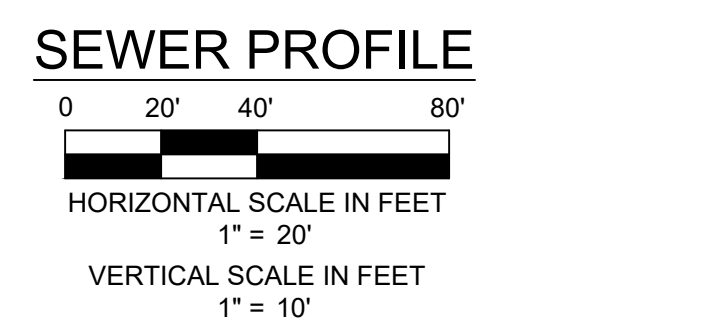 SEWER PROFILE
0 20' 40' 80'
HORIZONTAL SCALE IN FEET
1" = 20'
VERTICAL SCALE IN FEET
1" = 10'